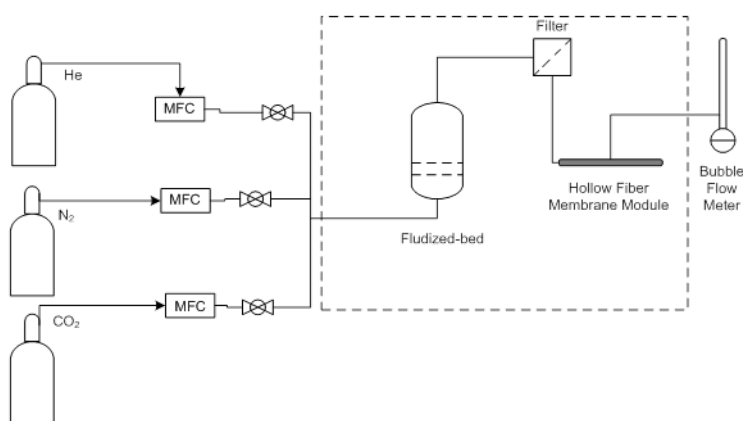 Filter
He
MFC
N₂
MFC
Bubble
Flow
Meter
Hollow Fiber
Membrane Module
Fludized-bed
CO₂
MFC